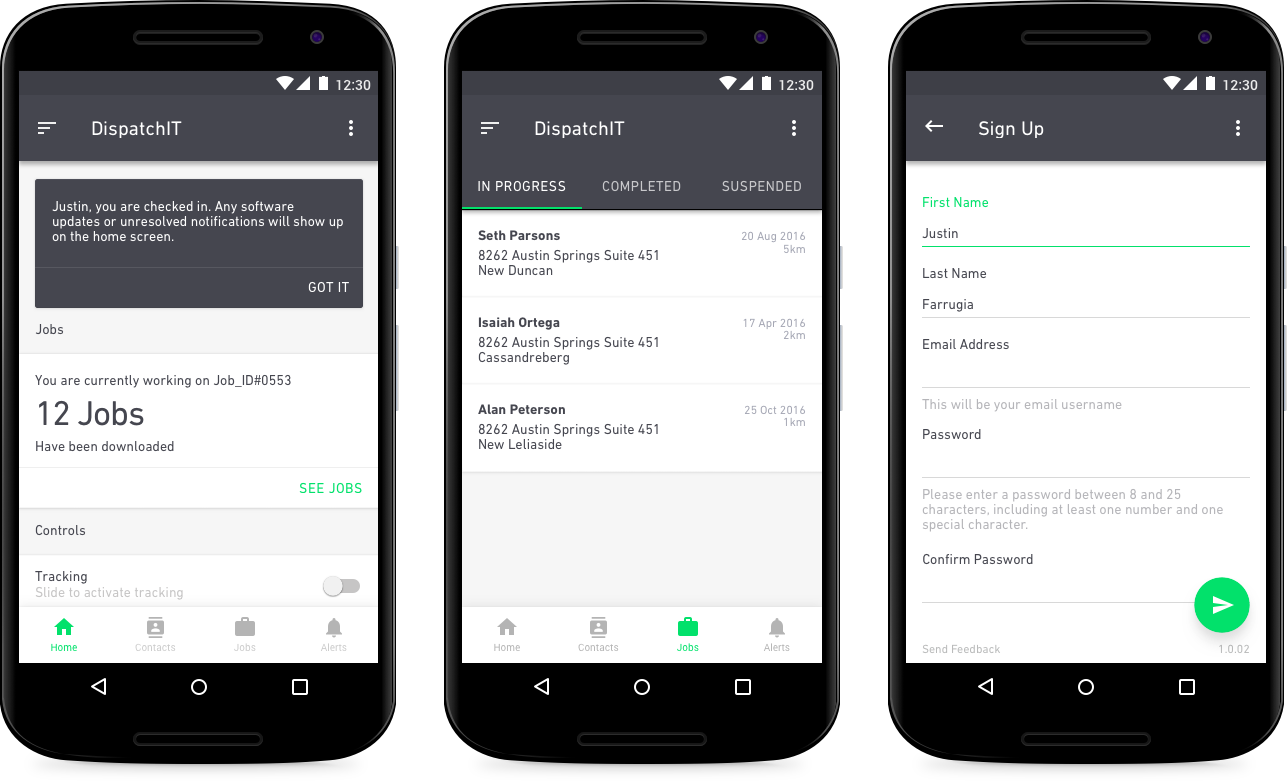 12:30
DispatchIT
Justin, you are checked in. Any software
updates or unresolved notifications will show up
on the home screen.
GOT IT
Jobs
You are currently working on Job_ID#0553
12 Jobs
Have been downloaded
SEE JOBS
Controls
Tracking
Slide to activate tracking
Home Contacts Jobs Alerts
12:30
DispatchIT
IN PROGRESS COMPLETED SUSPENDED
Seth Parsons 20 Aug 2016
5km
8262 Austin Springs Suite 451
New Duncan
Isaiah Ortega 17 Apr 2016
2km
8262 Austin Springs Suite 451
Cassandreberg
Alan Peterson 25 Oct 2016
1km
8262 Austin Springs Suite 451
New Leliaside
Home Contacts Jobs Alerts
12:30
Sign Up
First Name
Justin
Last Name
Farrugia
Email Address
This will be your email username
Password
Please enter a password between 8 and 25
characters, including at least one number and one
special character.
Confirm Password
Send Feedback 1.0.02